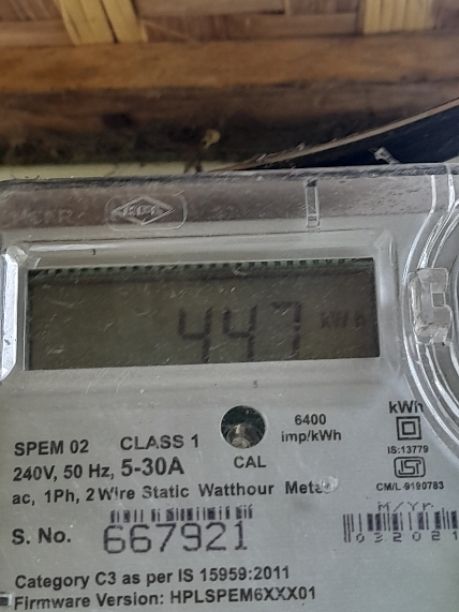 HPL
447 kWh
6400
imp/kWh
kWh
SPEM 02 CLASS 1
IS:13779
240V, 50 Hz, 5-30A CAL
CM/L-9190783
ac, 1Ph, 2 Wire Static Watthour Meter
M/Yr
S. No. 667921
032021
Category C3 as per IS 15959:2011
Firmware Version: HPLSPEM6XXX01